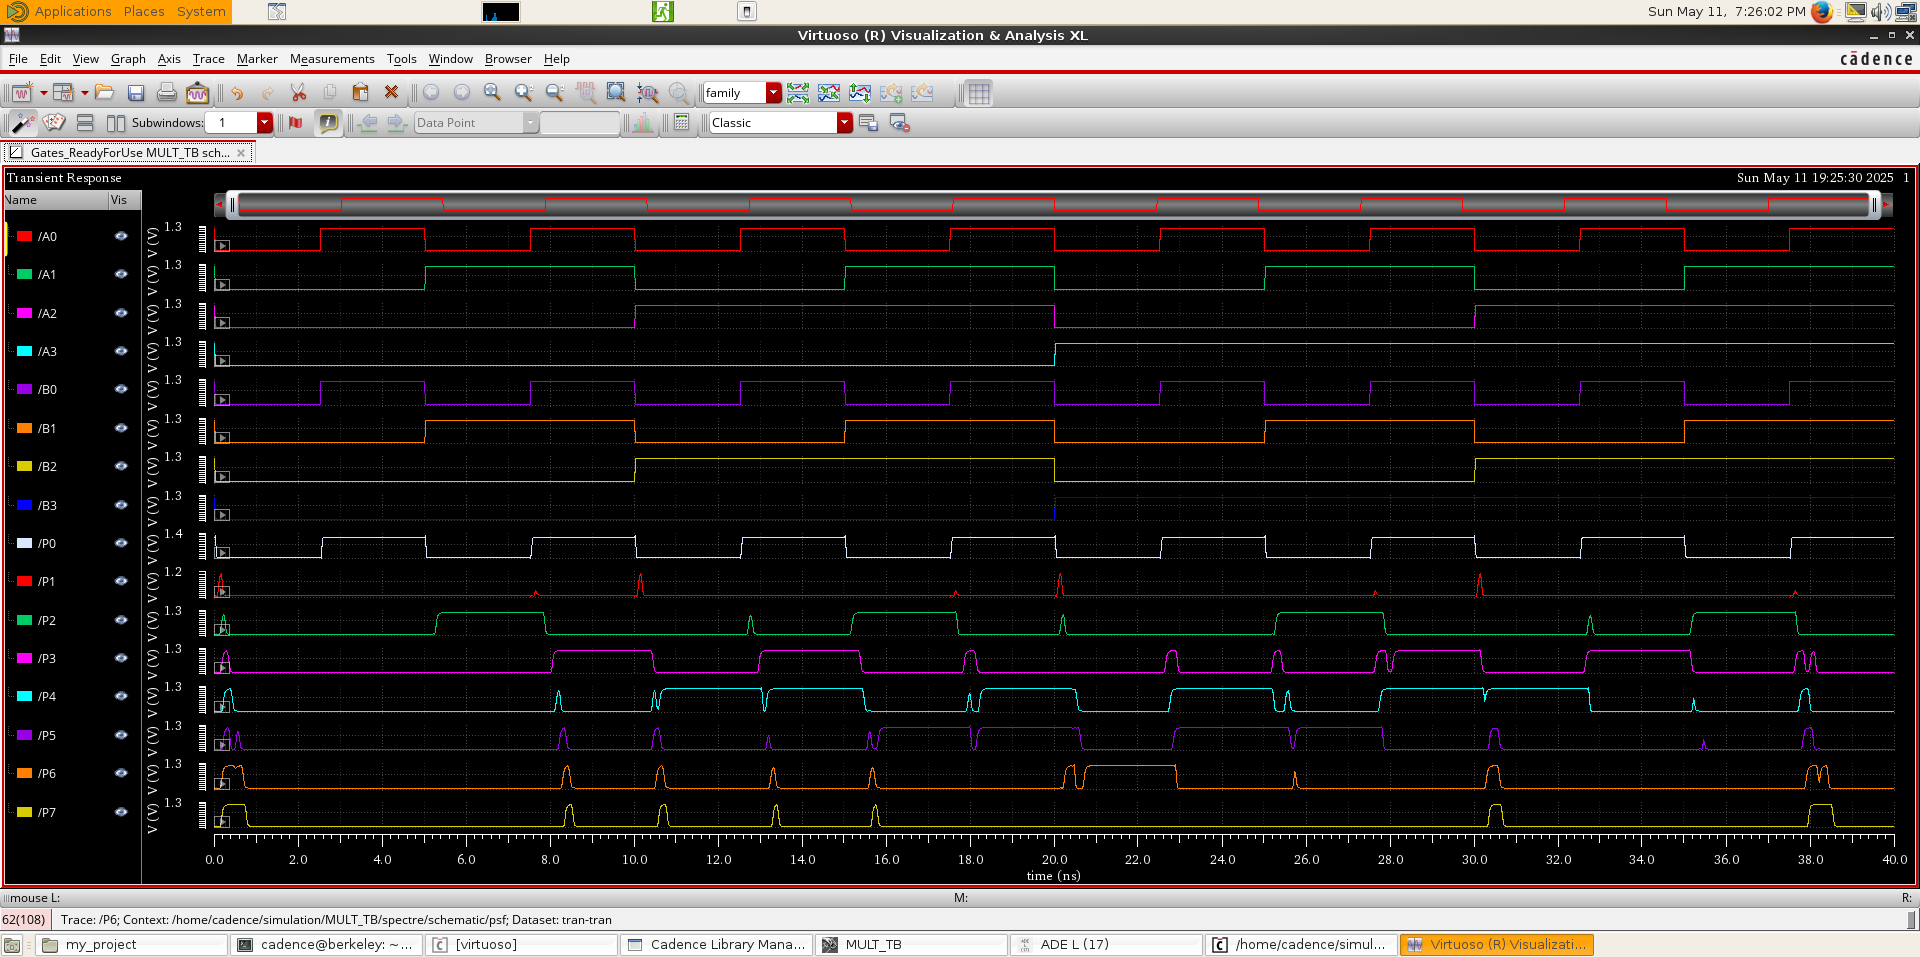 Applications Places System
Sun May 11, 7:26:02 PM
Virtuoso (R) Visualization & Analysis XL
File Edit View Graph Axis Trace Marker Measurements Tools Window Browser Help
cādence
family
Subwindows: 1
Data Point
Classic
Gates_ReadyForUse MULT_TB sch...
Transient Response
Sun May 11 19:25:30 2025 1
Name Vis
/A0 V (V) 1.3
/A1 V (V) 1.3
/A2 V (V) 1.3
/A3 V (V) 1.3
/B0 V (V) 1.3
/B1 V (V) 1.3
/B2 V (V) 1.3
/B3 V (V) 1.3
/P0 V (V) 1.4
/P1 V (V) 1.2
/P2 V (V) 1.3
/P3 V (V) 1.3
/P4 V (V) 1.3
/P5 V (V) 1.3
/P6 V (V) 1.3
/P7 V (V) 1.3
0.0 2.0 4.0 6.0 8.0 10.0 12.0 14.0 16.0 18.0 20.0 22.0 24.0 26.0 28.0 30.0 32.0 34.0 36.0 38.0 40.0
time (ns)
mouse L: M: R:
62(108) Trace: /P6; Context: /home/cadence/simulation/MULT_TB/spectre/schematic/psf; Dataset: tran-tran
my_project
cadence@berkeley: ~...
[virtuoso]
Cadence Library Mana...
MULT_TB
ADE L (17)
/home/cadence/simul...
Virtuoso (R) Visualizati...